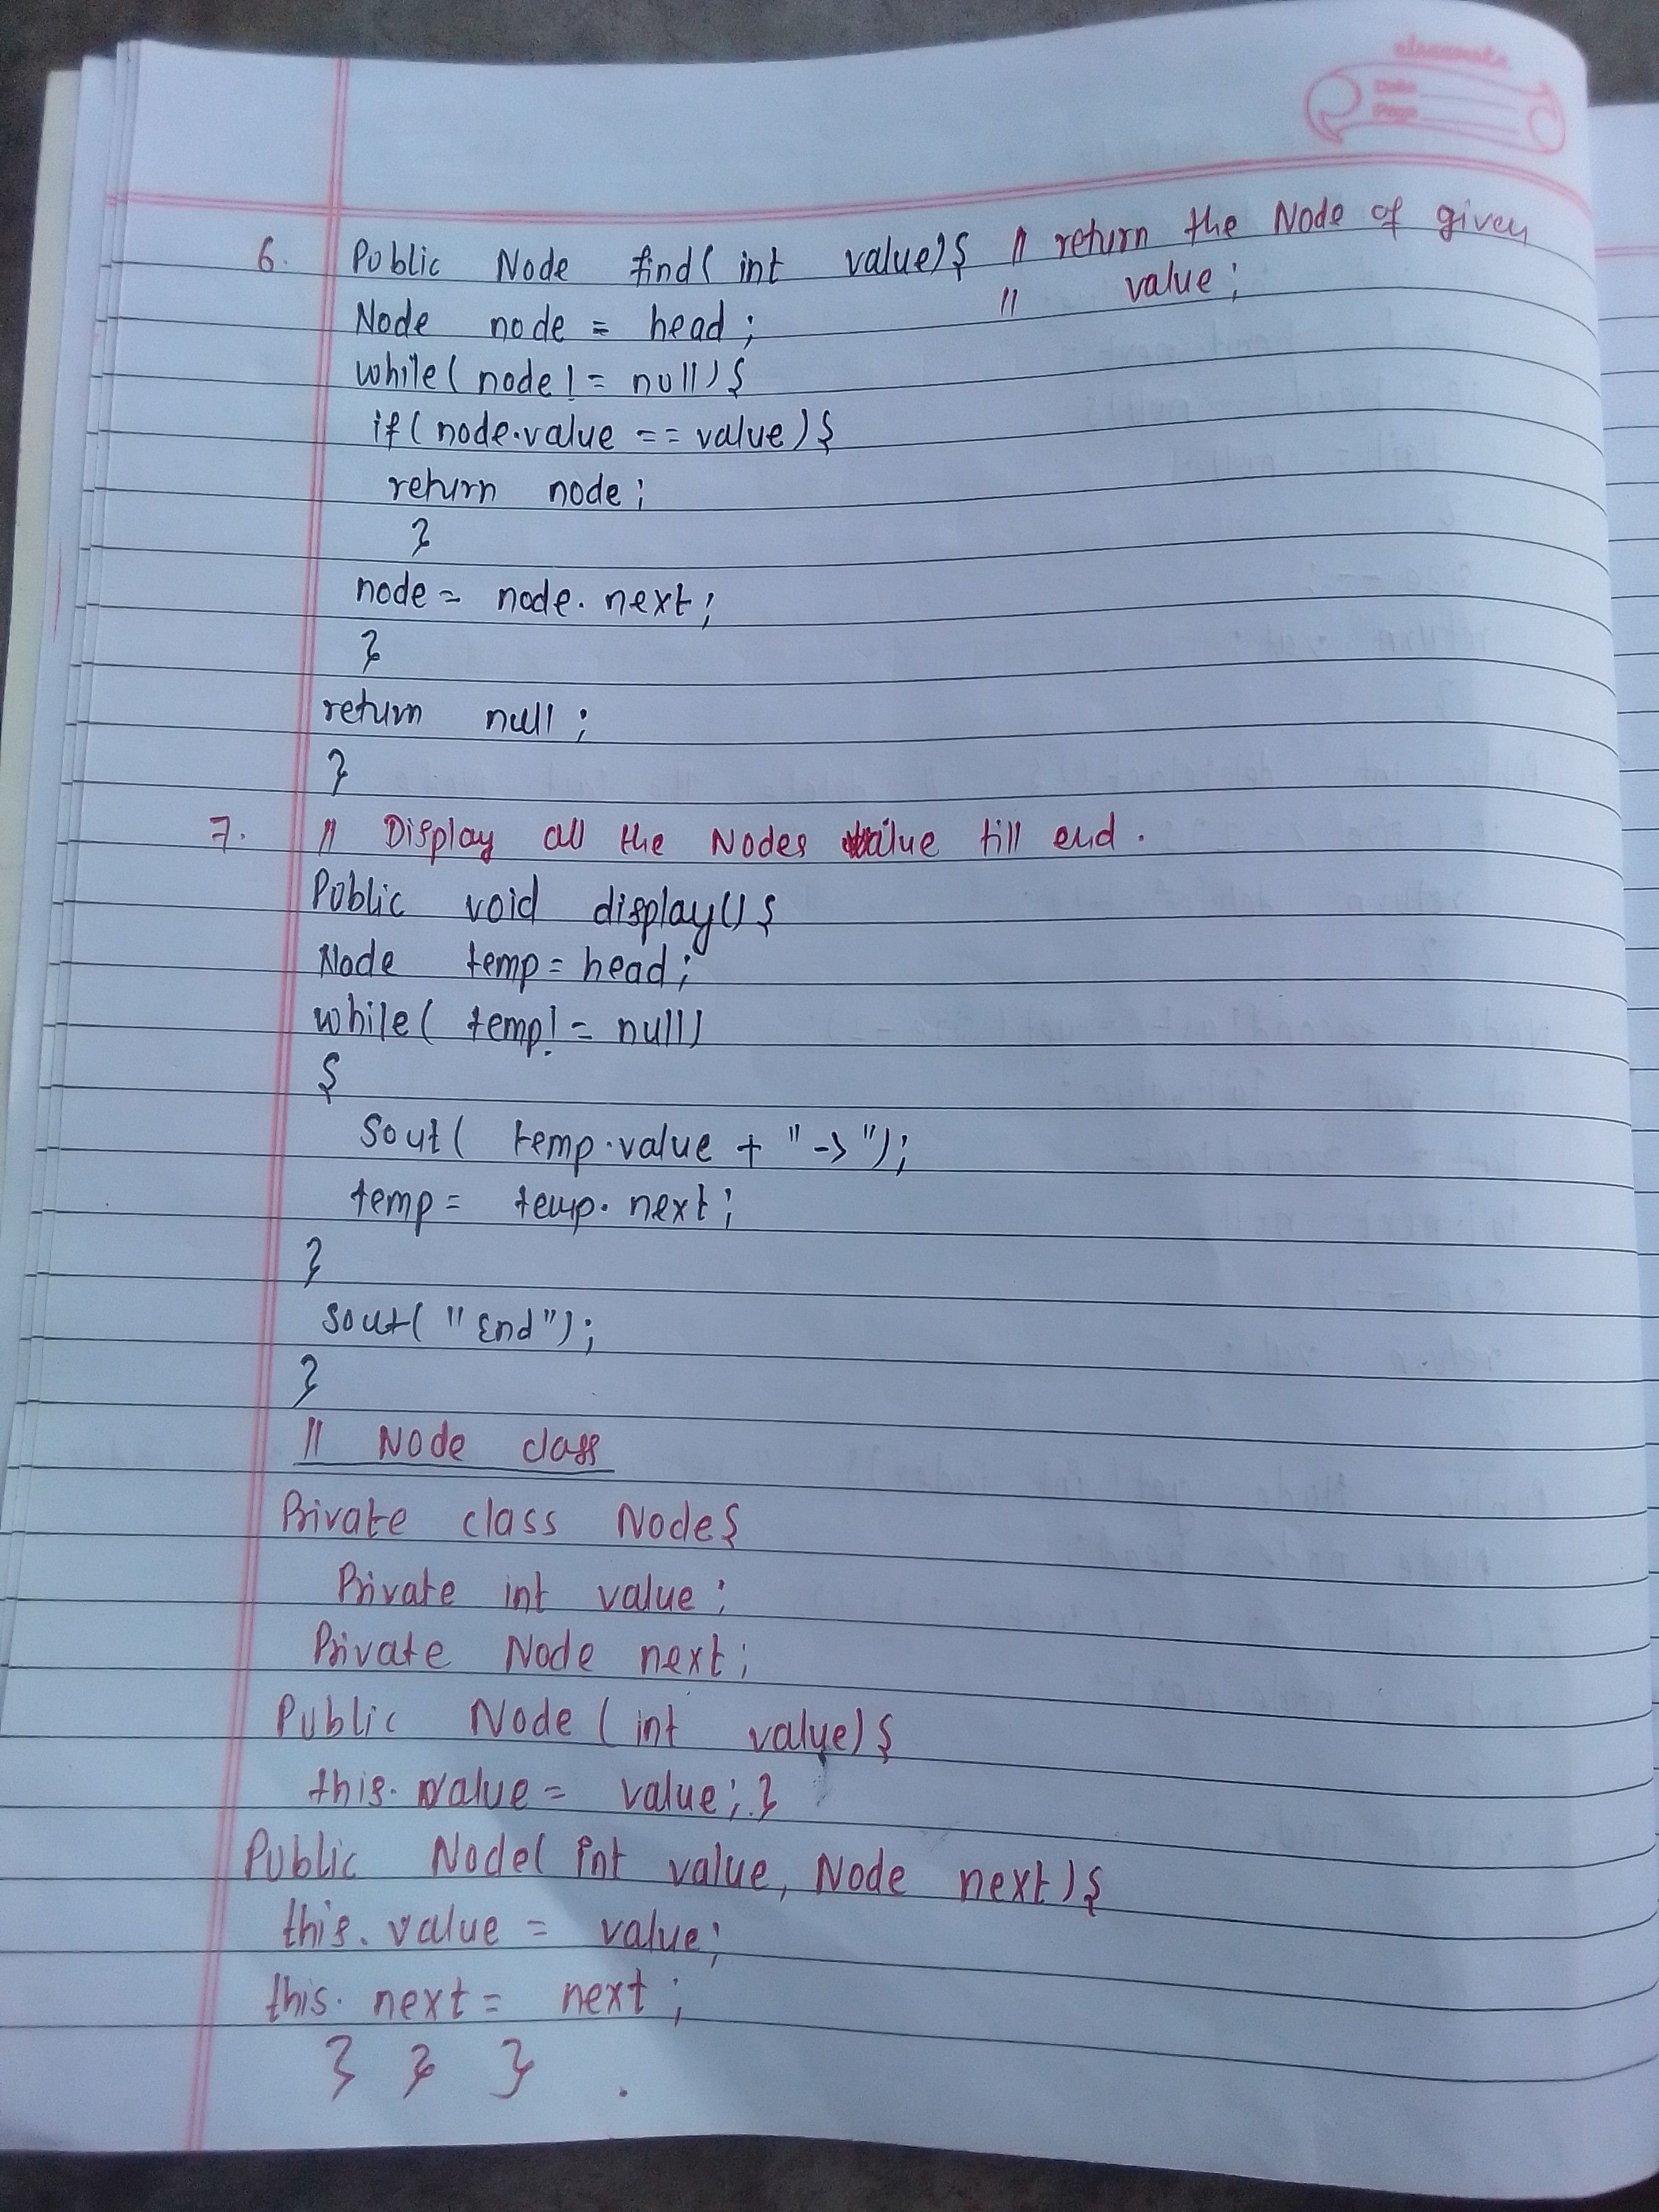 classmate
Date
Page
6. Public Node find( int value){ // return the Node of given
// value;
Node node = head;
while( node != null){
if( node.value == value){
return node;
}
node = node.next;
}
return null;
}
7. // Display all the Nodes value till end.
Public void display(){
Node temp = head;
while( temp != null)
{
Sout( temp.value + "->");
temp = temp.next;
}
sout( "End");
}
// Node class
Private class Node{
Private int value;
Private Node next;
Public Node (int value){
this.value = value;}
Public Node( int value, Node next){
this.value = value;
this.next = next;
} } } .